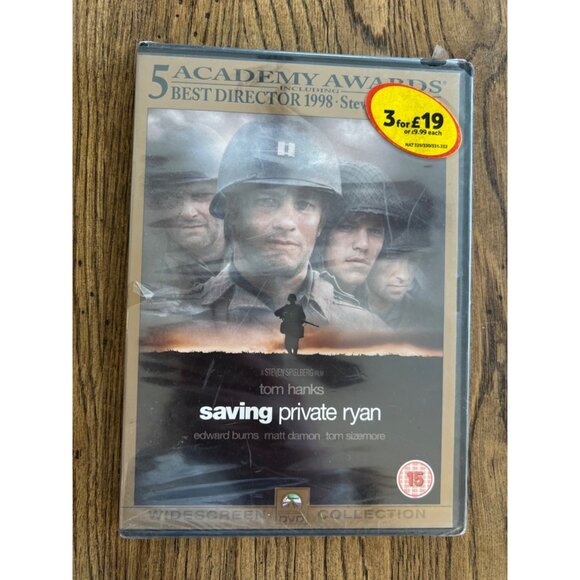 5 ACADEMY AWARDS®
INCLUDING
BEST DIRECTOR 1998 · Stev
3 for £19
or £9.99 each
A STEVEN SPIELBERG FILM
tom hanks
saving private ryan
edward burns matt damon tom sizemore
15
WIDESCREEN DVD COLLECTION